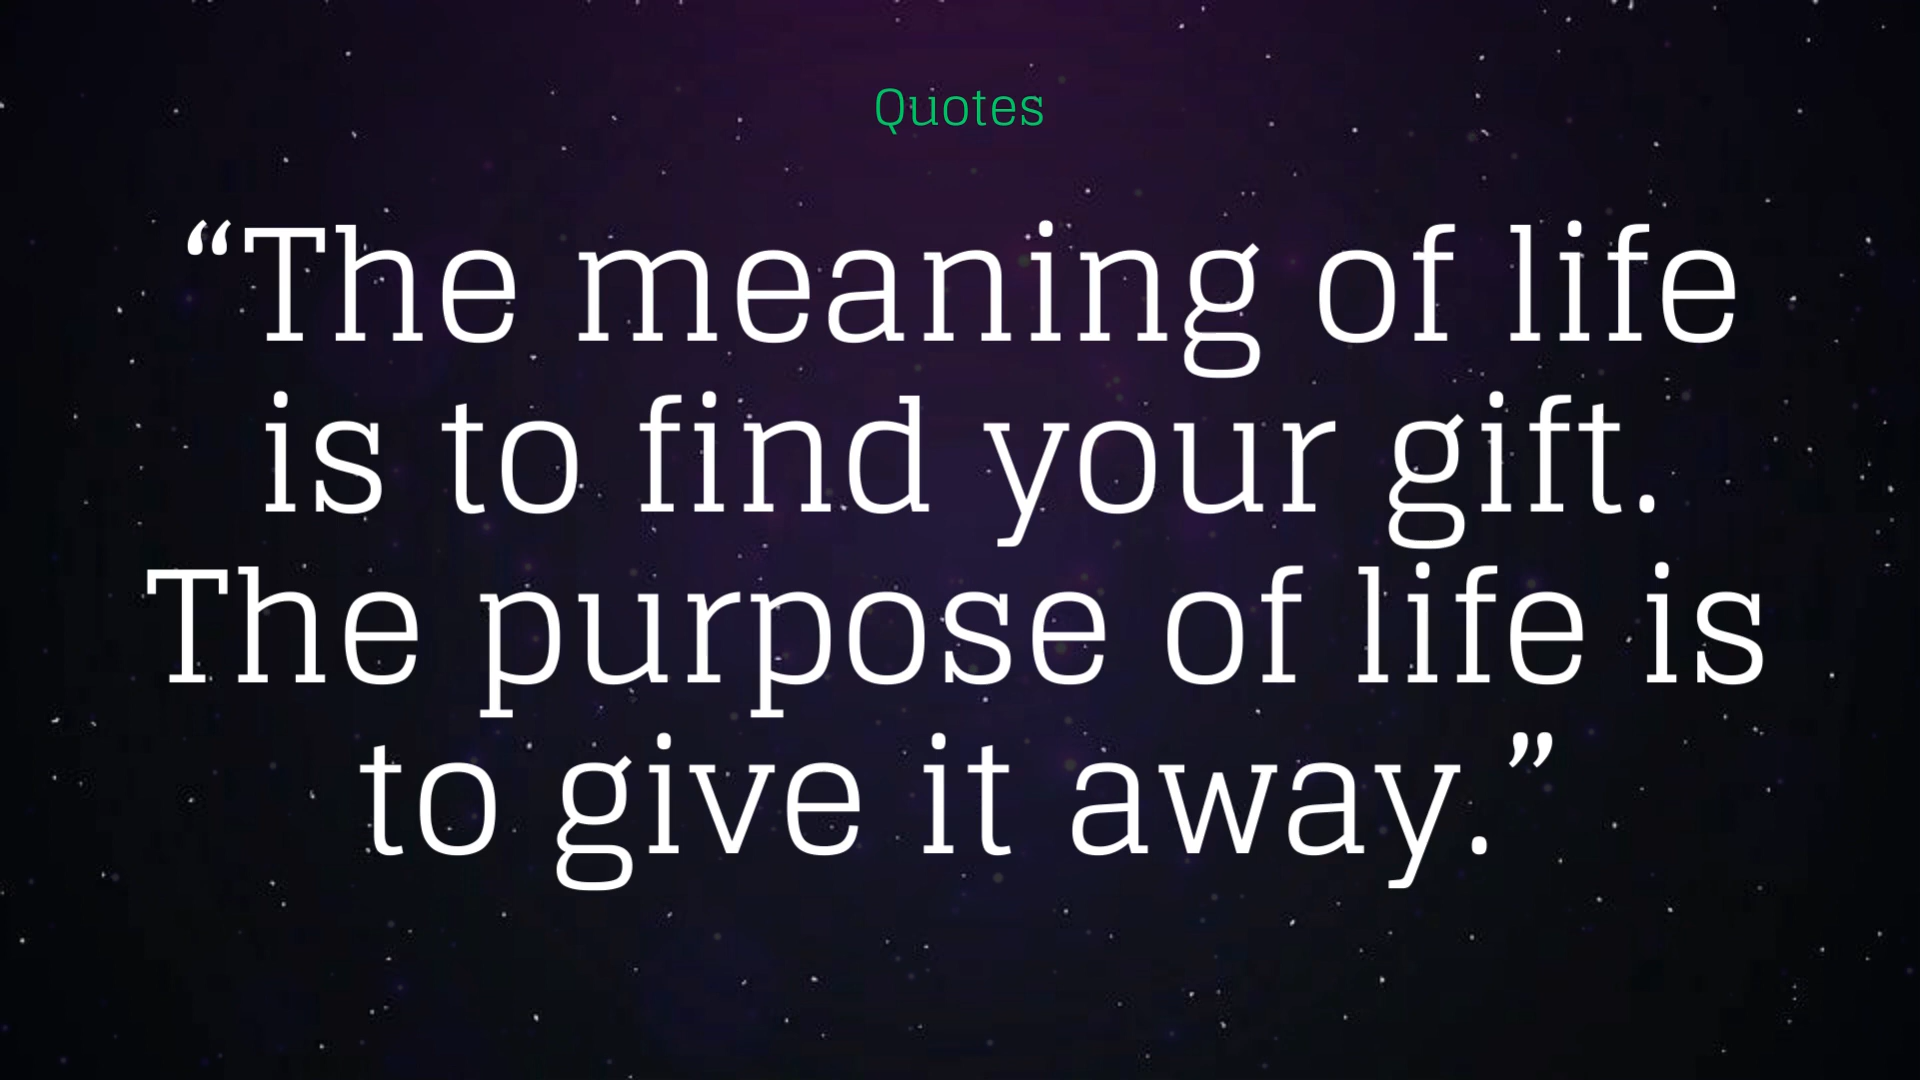 Quotes
“The meaning of life
is to find your gift.
The purpose of life is
to give it away.”